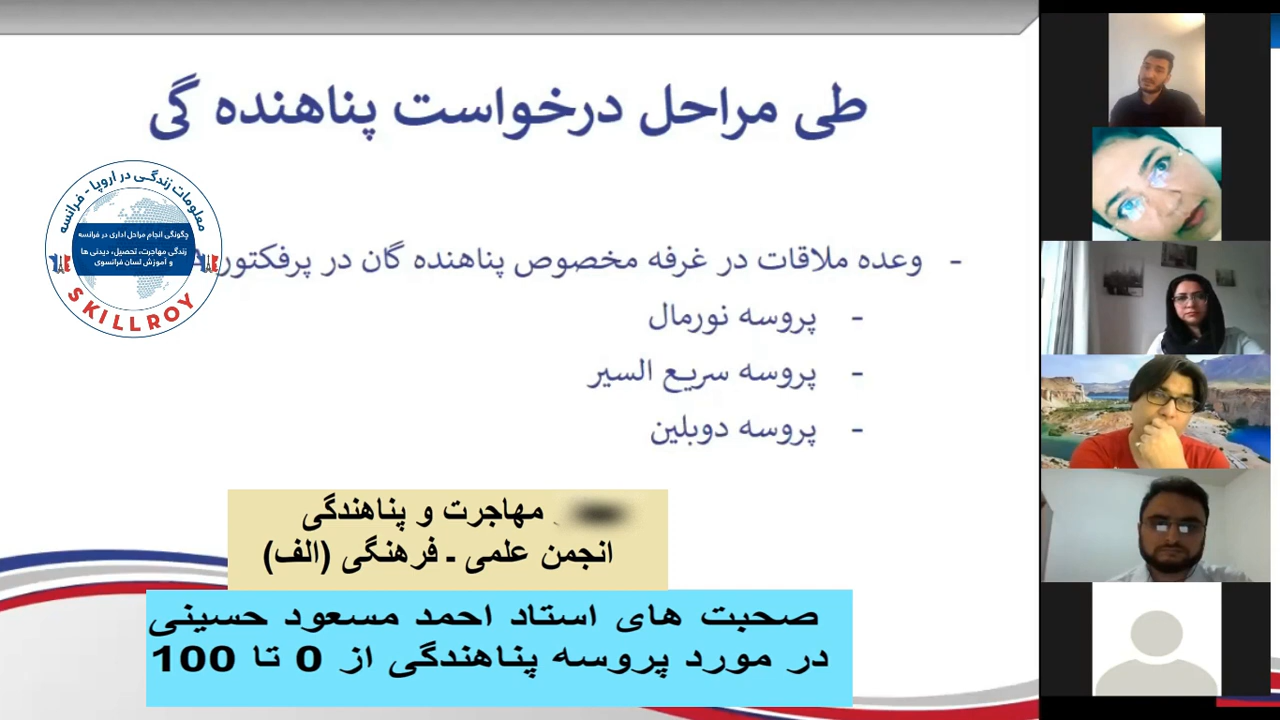 طی مراحل درخواست پناهنده گی
معلومات زندگی در اروپا - فرانسه
چگونگی انجام مراحل اداری در فرانسه
زندگی مهاجرت، تحصیل، دیدنی ها
و آموزش لسان فرانسوی
SKILLROY
- وعده ملاقات در غرفه مخصوص پناهنده گان در پرفکتور
- پروسه نورمال
- پروسه سریع السیر
- پروسه دوبلین
مهاجرت و پناهندگی
انجمن علمی ـ فرهنگی (الف)
صحبت های استاد احمد مسعود حسینی
در مورد پروسه پناهندگی از 0 تا 100